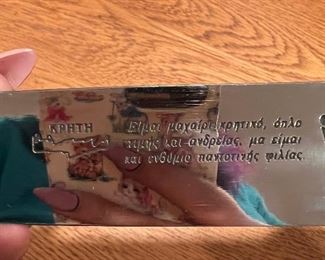 ΚΡΗΤΗ
Είμαι μαχαίρι κρητικό, όπλο
τιμής και ανδρείας, μα είμαι
και ενθύμιο παντοτινής φιλίας.